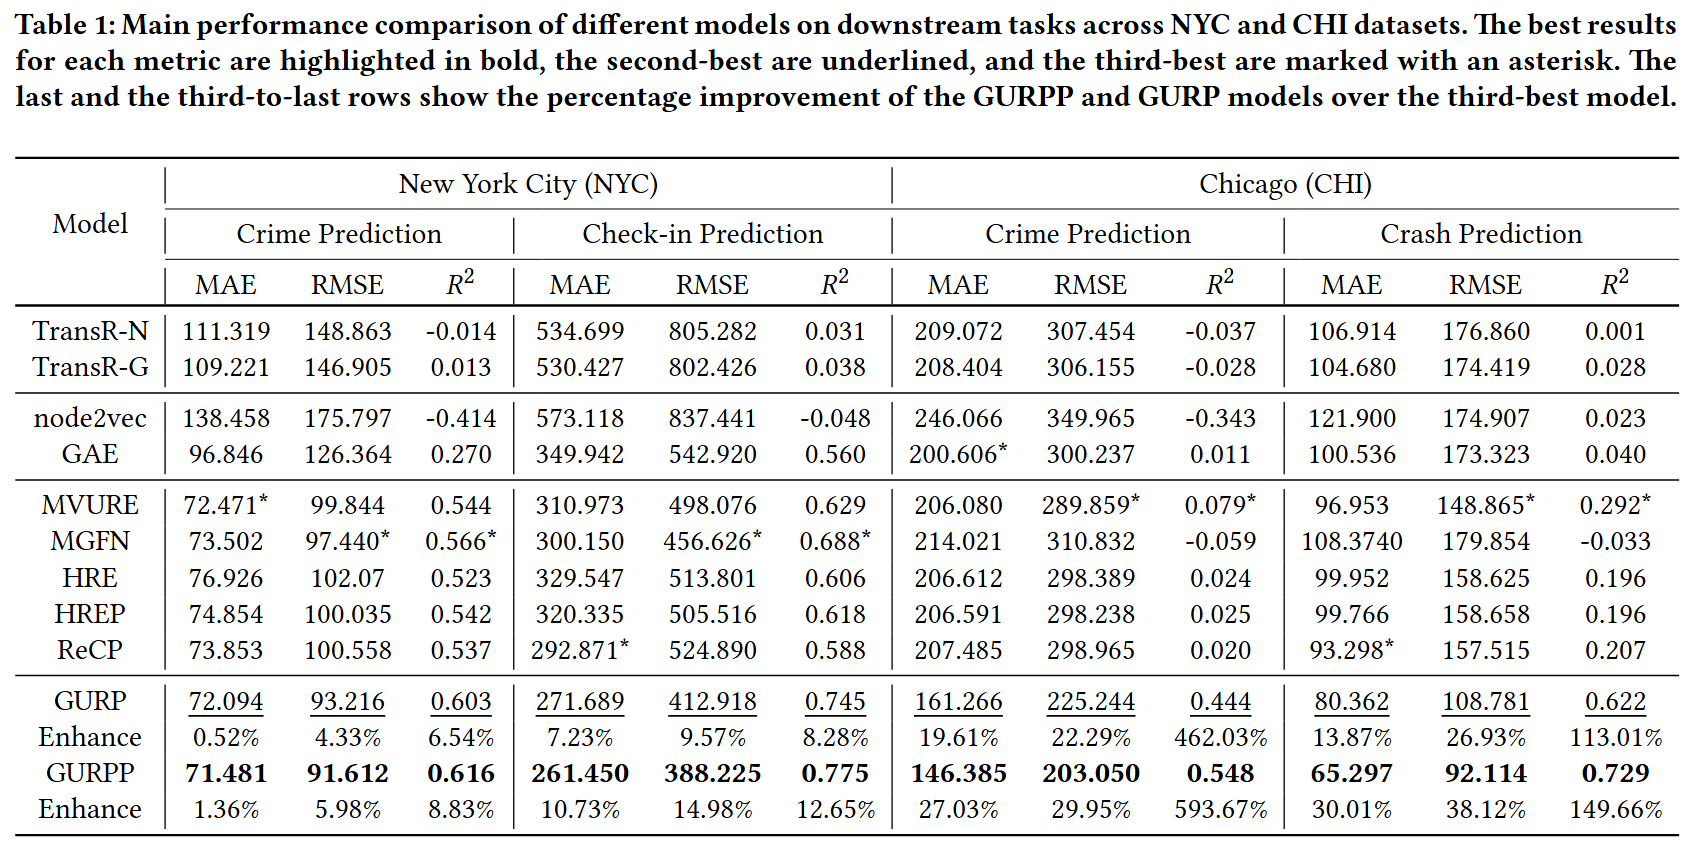 Table 1: Main performance comparison of different models on downstream tasks across NYC and CHI datasets. The best results
for each metric are highlighted in bold, the second-best are underlined, and the third-best are marked with an asterisk. The
last and the third-to-last rows show the percentage improvement of the GURPP and GURP models over the third-best model.
Model New York City (NYC) Chicago (CHI)
Crime Prediction Check-in Prediction Crime Prediction Crash Prediction
MAE RMSE R² MAE RMSE R² MAE RMSE R² MAE RMSE R²
TransR-N 111.319 148.863 -0.014 534.699 805.282 0.031 209.072 307.454 -0.037 106.914 176.860 0.001
TransR-G 109.221 146.905 0.013 530.427 802.426 0.038 208.404 306.155 -0.028 104.680 174.419 0.028
node2vec 138.458 175.797 -0.414 573.118 837.441 -0.048 246.066 349.965 -0.343 121.900 174.907 0.023
GAE 96.846 126.364 0.270 349.942 542.920 0.560 200.606* 300.237 0.011 100.536 173.323 0.040
MVURE 72.471* 99.844 0.544 310.973 498.076 0.629 206.080 289.859* 0.079* 96.953 148.865* 0.292*
MGFN 73.502 97.440* 0.566* 300.150 456.626* 0.688* 214.021 310.832 -0.059 108.3740 179.854 -0.033
HRE 76.926 102.07 0.523 329.547 513.801 0.606 206.612 298.389 0.024 99.952 158.625 0.196
HREP 74.854 100.035 0.542 320.335 505.516 0.618 206.591 298.238 0.025 99.766 158.658 0.196
ReCP 73.853 100.558 0.537 292.871* 524.890 0.588 207.485 298.965 0.020 93.298* 157.515 0.207
GURP 72.094 93.216 0.603 271.689 412.918 0.745 161.266 225.244 0.444 80.362 108.781 0.622
Enhance 0.52% 4.33% 6.54% 7.23% 9.57% 8.28% 19.61% 22.29% 462.03% 13.87% 26.93% 113.01%
GURPP 71.481 91.612 0.616 261.450 388.225 0.775 146.385 203.050 0.548 65.297 92.114 0.729
Enhance 1.36% 5.98% 8.83% 10.73% 14.98% 12.65% 27.03% 29.95% 593.67% 30.01% 38.12% 149.66%